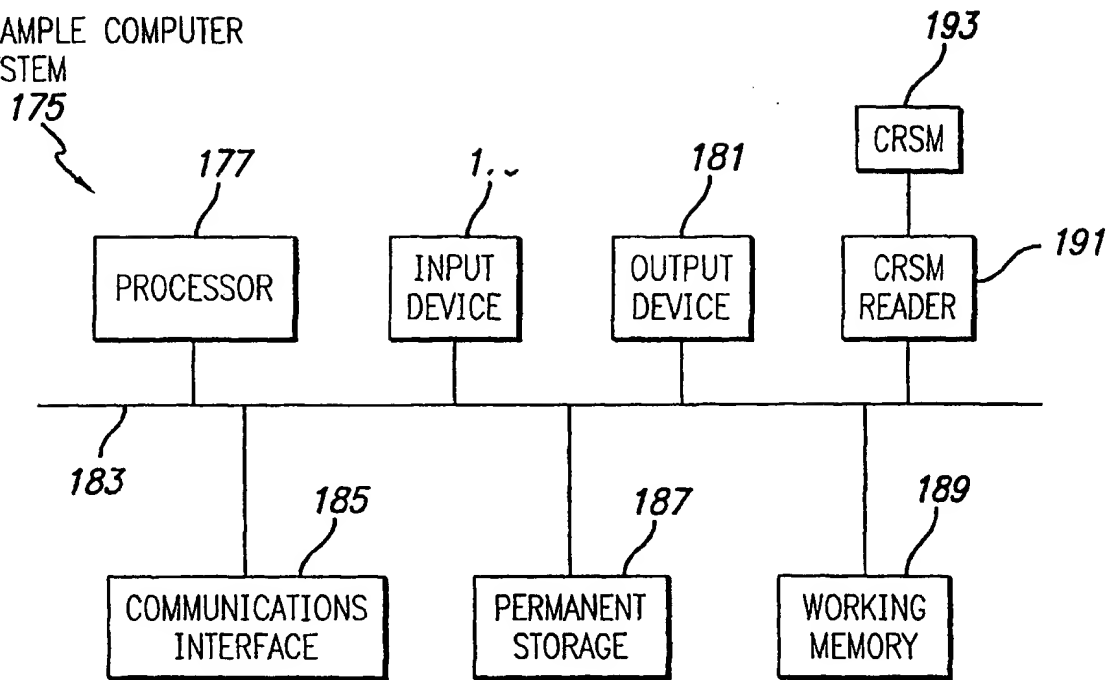 AMPLE COMPUTER
STEM
175
193
177
181
CRSM
191
PROCESSOR
INPUT
DEVICE
OUTPUT
DEVICE
CRSM
READER
183
185
187
189
COMMUNICATIONS
INTERFACE
PERMANENT
STORAGE
WORKING
MEMORY